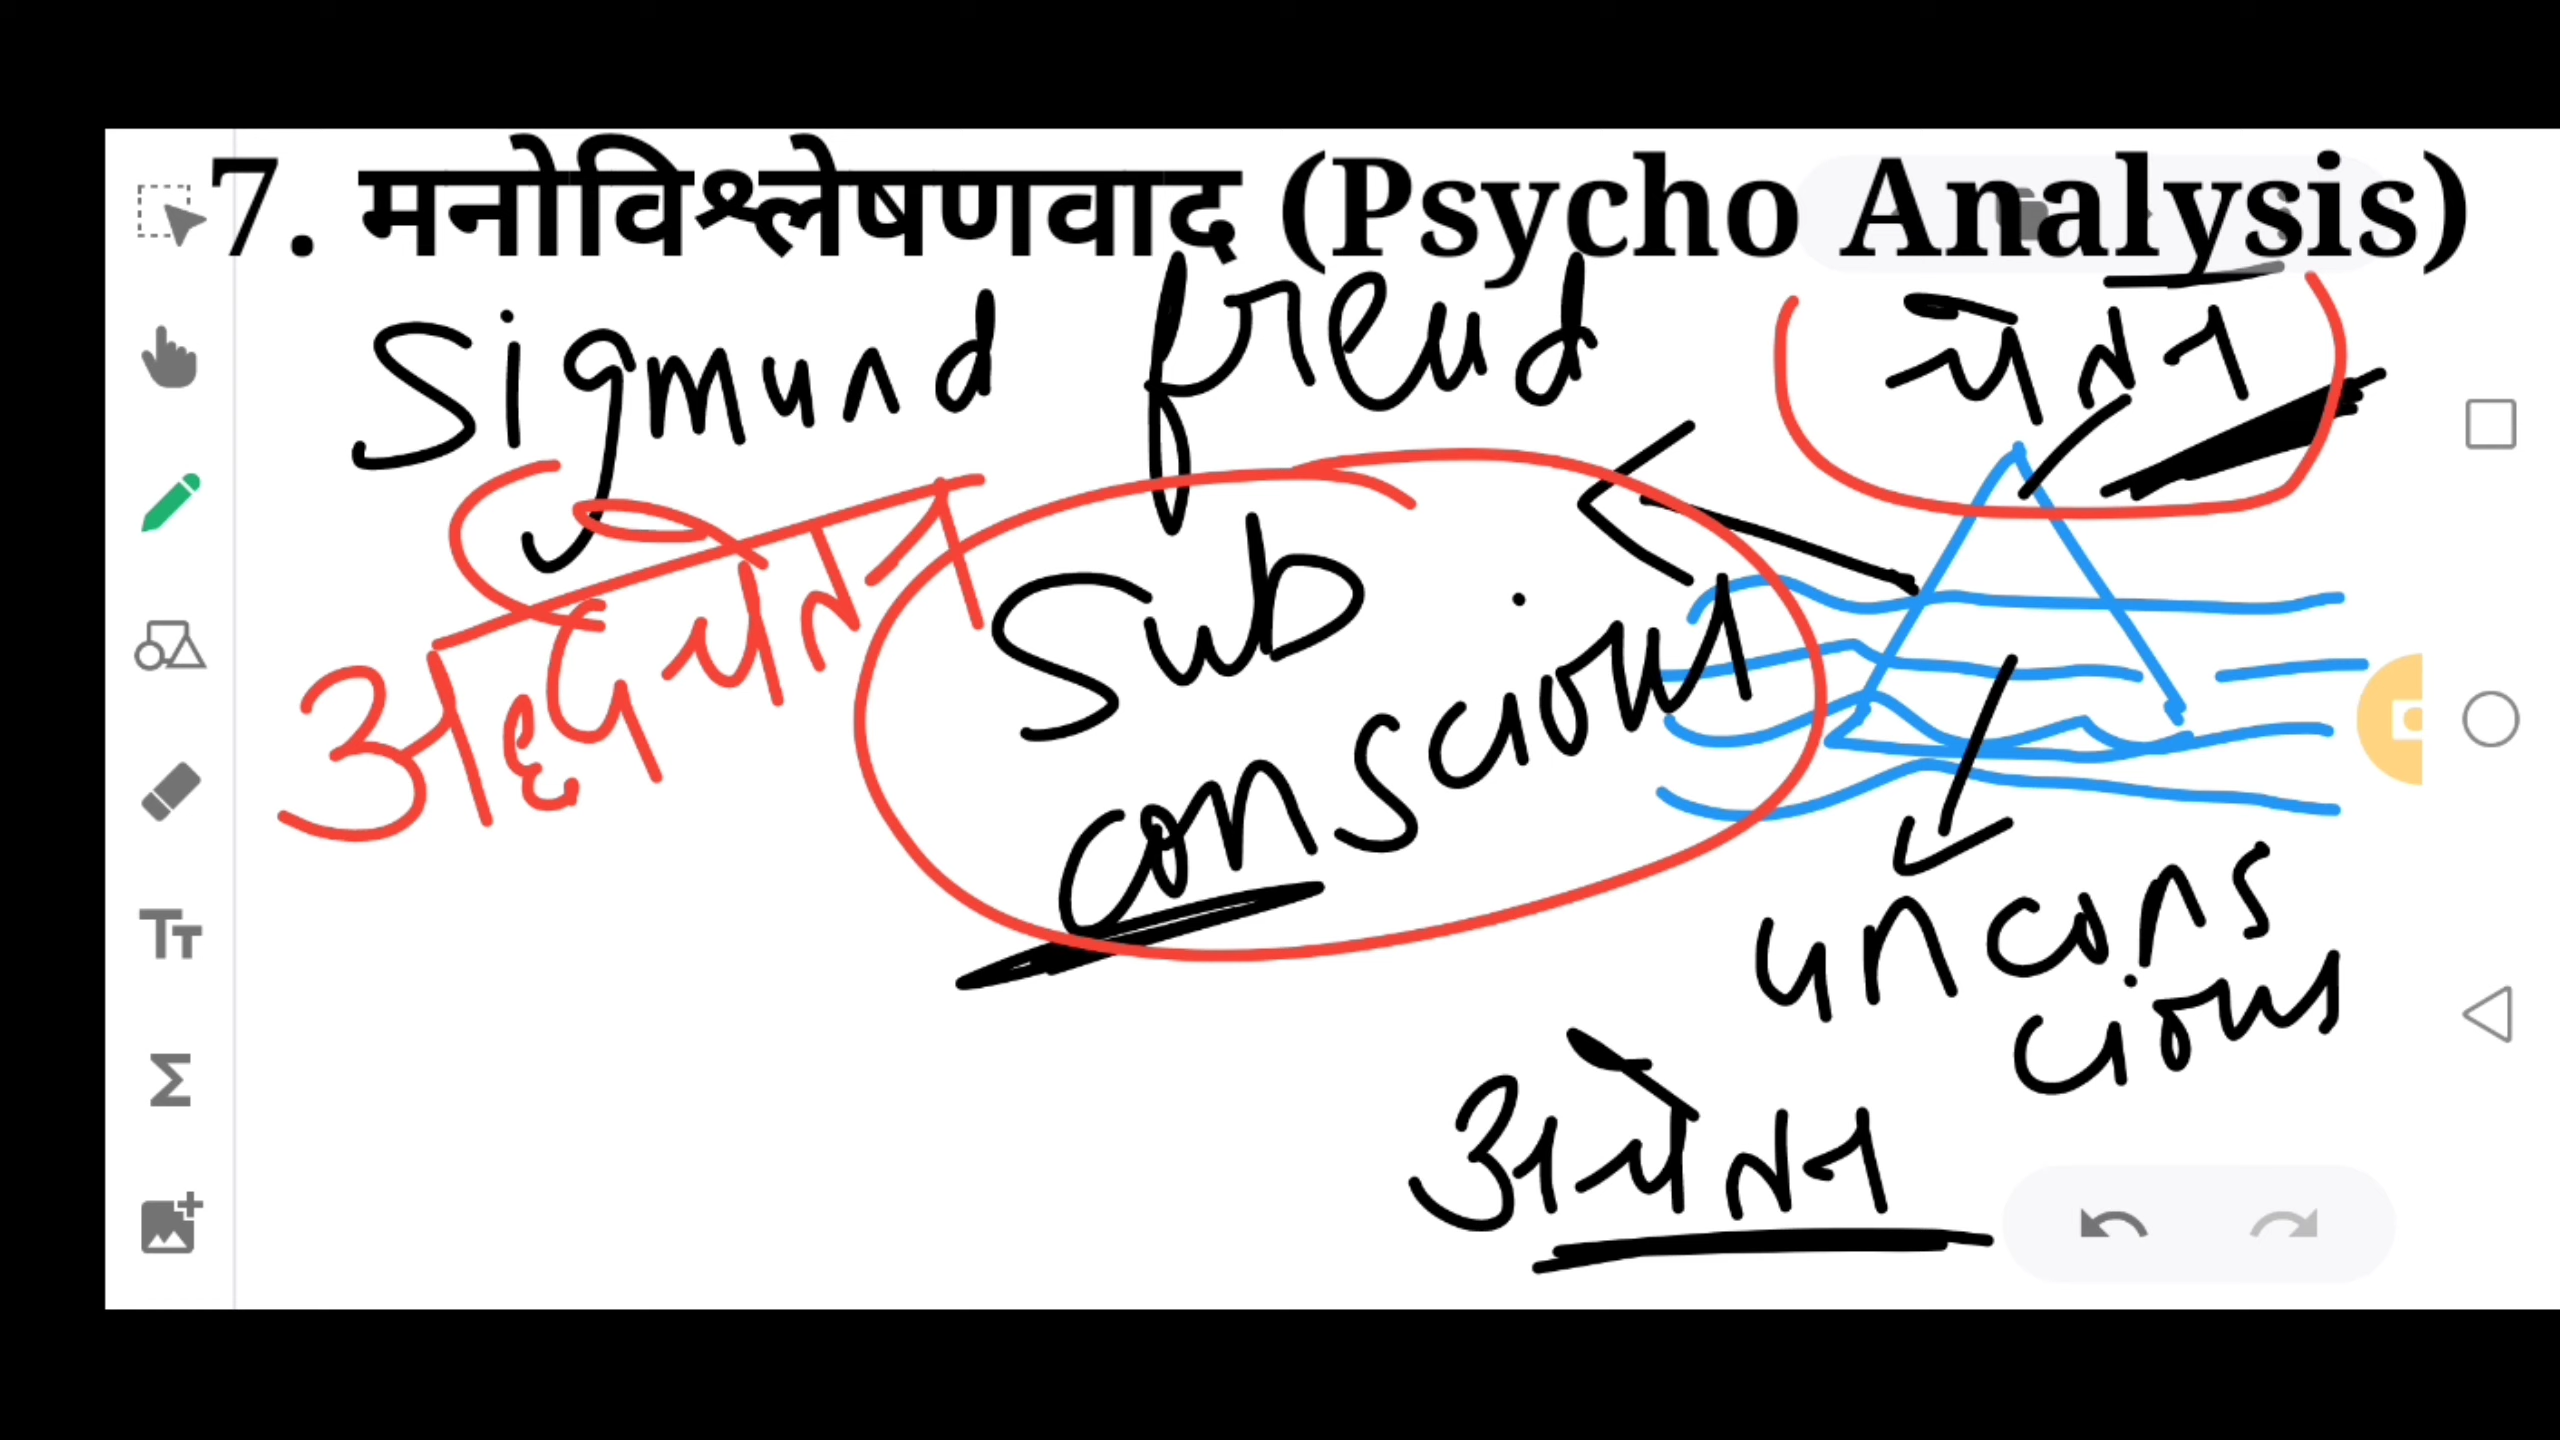 7. मनोविश्लेषणवाद (Psycho Analysis)
Sigmund freud
चेतन
अर्द्धचेतन
Sub
conscious
uncons
cious
अचेतन